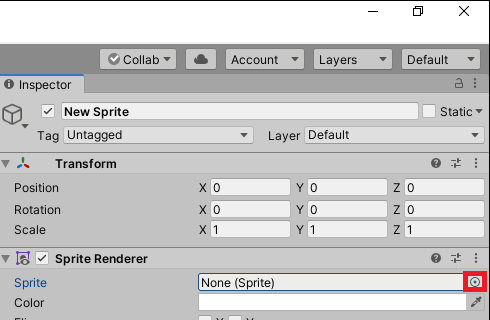 Collab Account Layers Default
Inspector
New Sprite Static
Tag Untagged Layer Default
Transform
Position X 0 Y 0 Z 0
Rotation X 0 Y 0 Z 0
Scale X 1 Y 1 Z 1
Sprite Renderer
Sprite None (Sprite)
Color